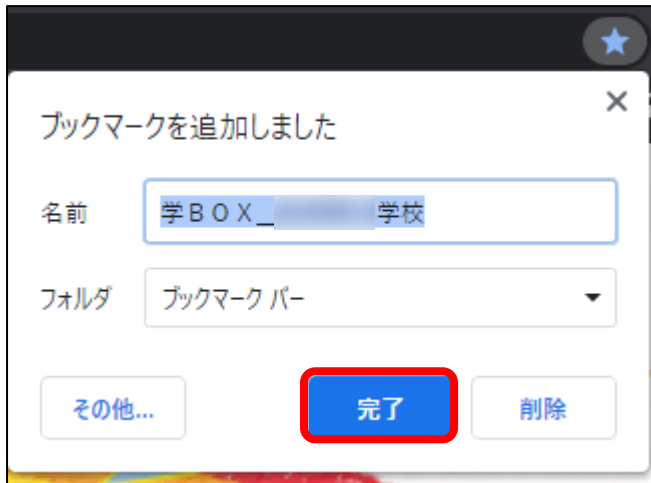 ブックマークを追加しました
名前 学ＢＯＸ_ 学校
フォルダ ブックマーク バー
その他... 完了 削除